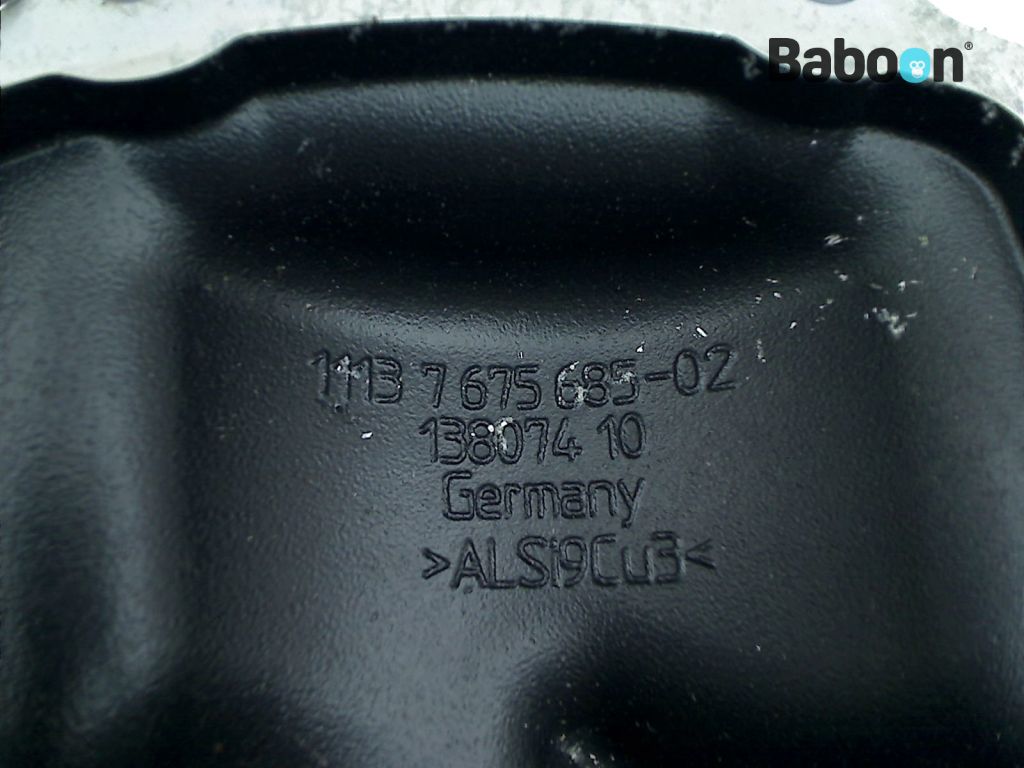 Baboon®
1113 7 675 685-02
138074 10
Germany
>ALSi9Cu3<